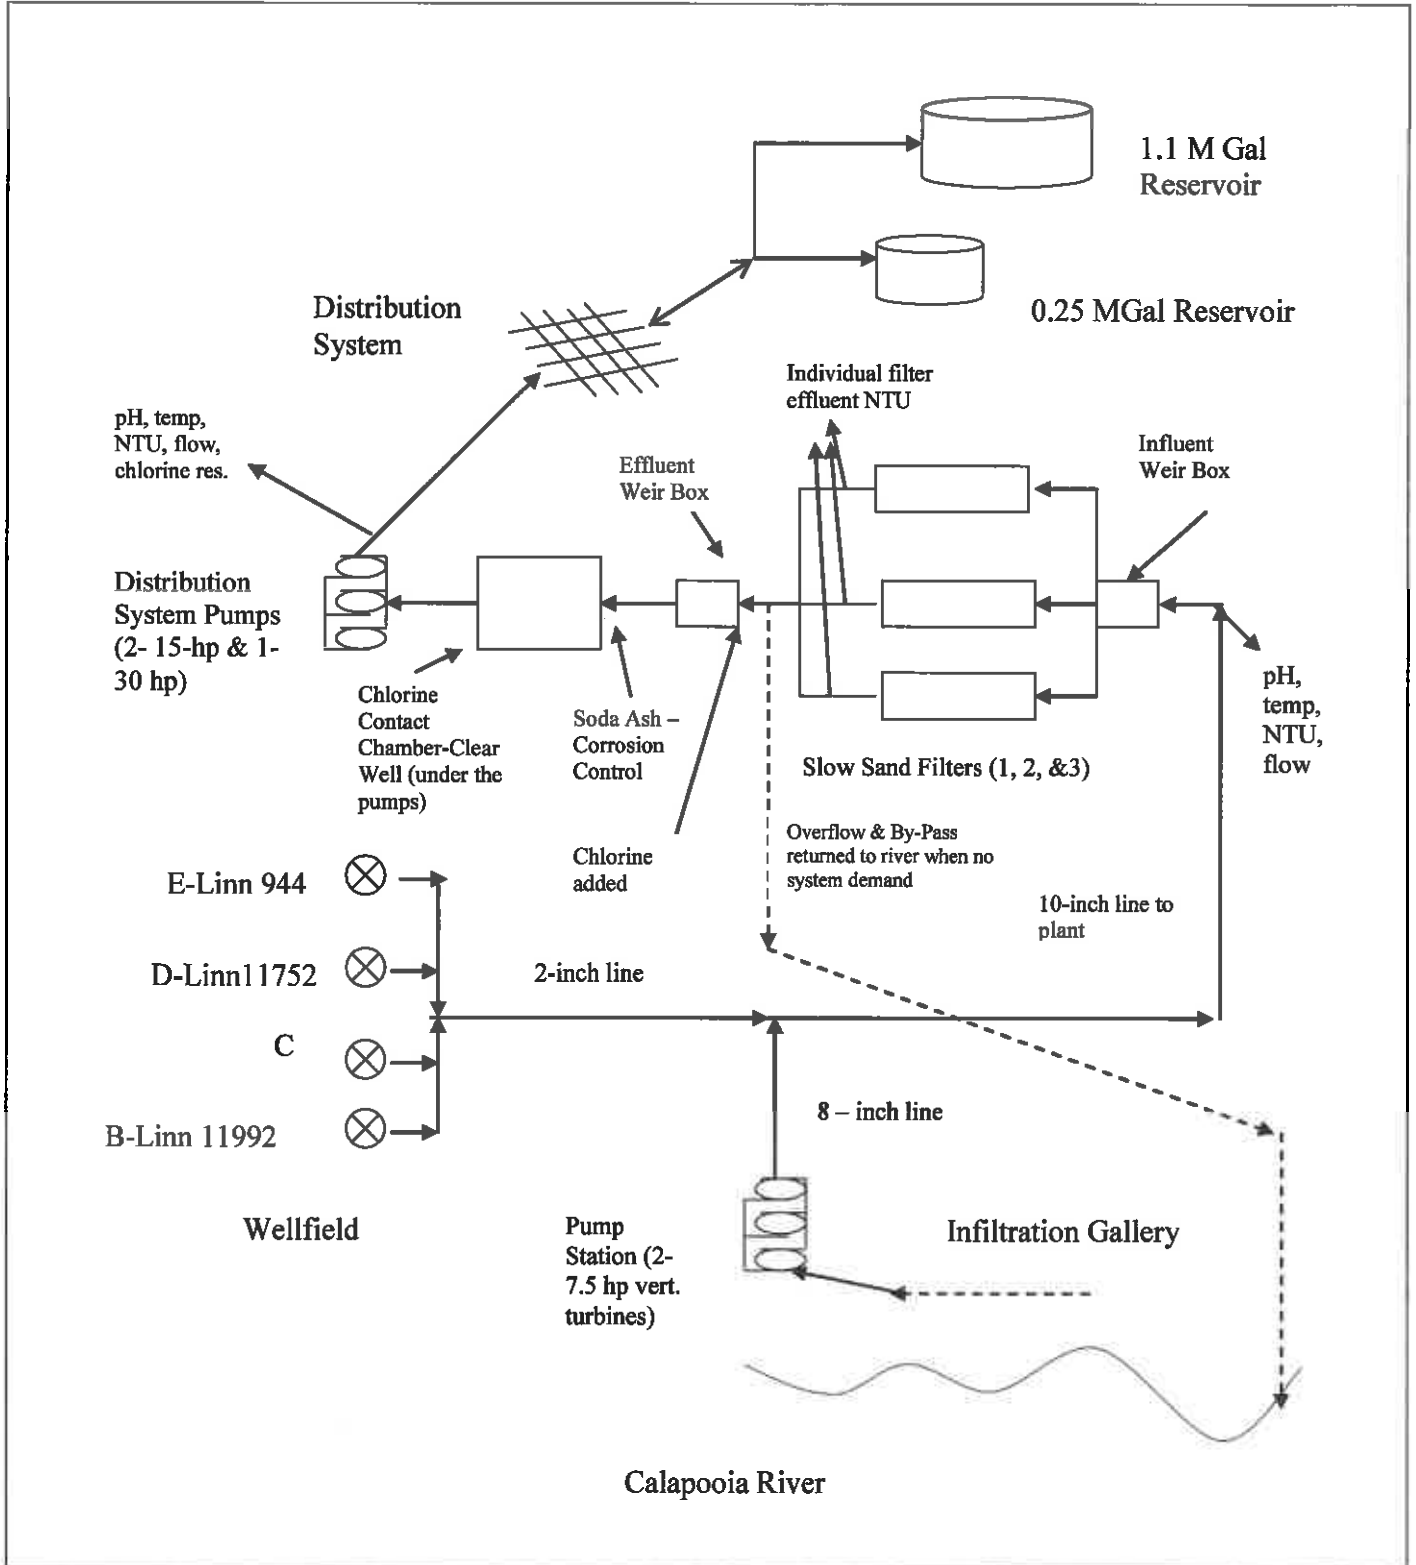 1.1 M Gal
Reservoir
Distribution
System
0.25 MGal Reservoir
Individual filter
effluent NTU
pH, temp,
NTU, flow,
chlorine res.
Effluent
Weir Box
Influent
Weir Box
Distribution
System Pumps
(2- 15-hp & 1-
30 hp)
Chlorine
Contact
Chamber-Clear
Well (under the
pumps)
Soda Ash –
Corrosion
Control
Slow Sand Filters (1, 2, &3)
pH,
temp,
NTU,
flow
Chlorine
added
Overflow & By-Pass
returned to river when no
system demand
10-inch line to
plant
E-Linn 944
D-Linn11752
2-inch line
C
B-Linn 11992
8 – inch line
Wellfield
Pump
Station (2-
7.5 hp vert.
turbines)
Infiltration Gallery
Calapooia River